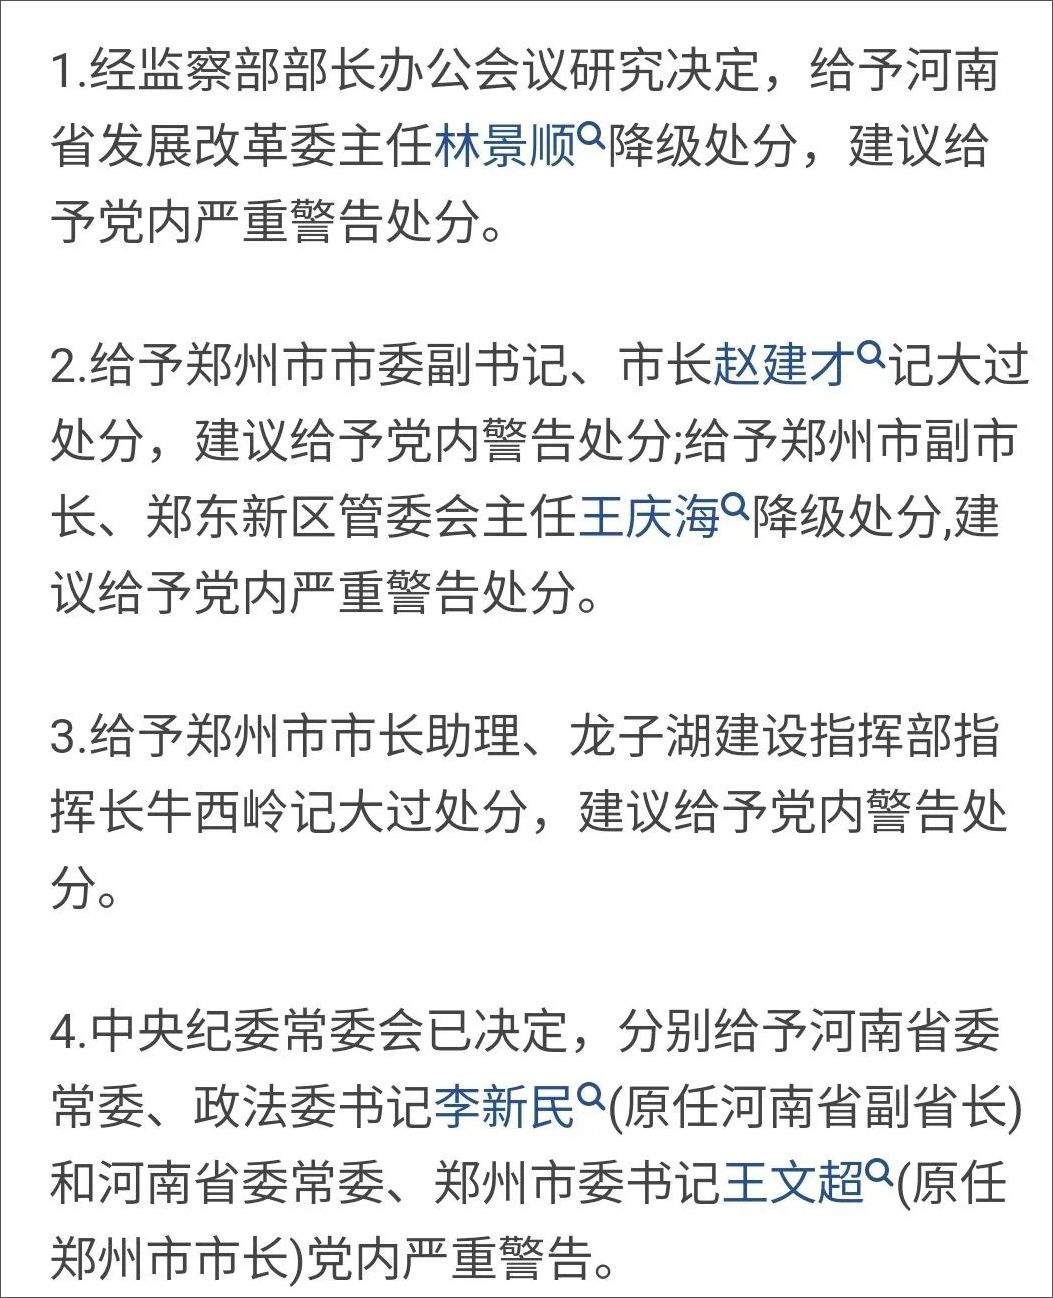 1.经监察部部长办公会议研究决定，给予河南
省发展改革委主任林景顺降级处分，建议给
予党内严重警告处分。
2.给予郑州市市委副书记、市长赵建才记大过
处分，建议给予党内警告处分;给予郑州市副市
长、郑东新区管委会主任王庆海降级处分,建
议给予党内严重警告处分。
3.给予郑州市市长助理、龙子湖建设指挥部指
挥长牛西岭记大过处分，建议给予党内警告处
分。
4.中央纪委常委会已决定，分别给予河南省委
常委、政法委书记李新民(原任河南省副省长)
和河南省委常委、郑州市委书记王文超(原任
郑州市市长)党内严重警告。